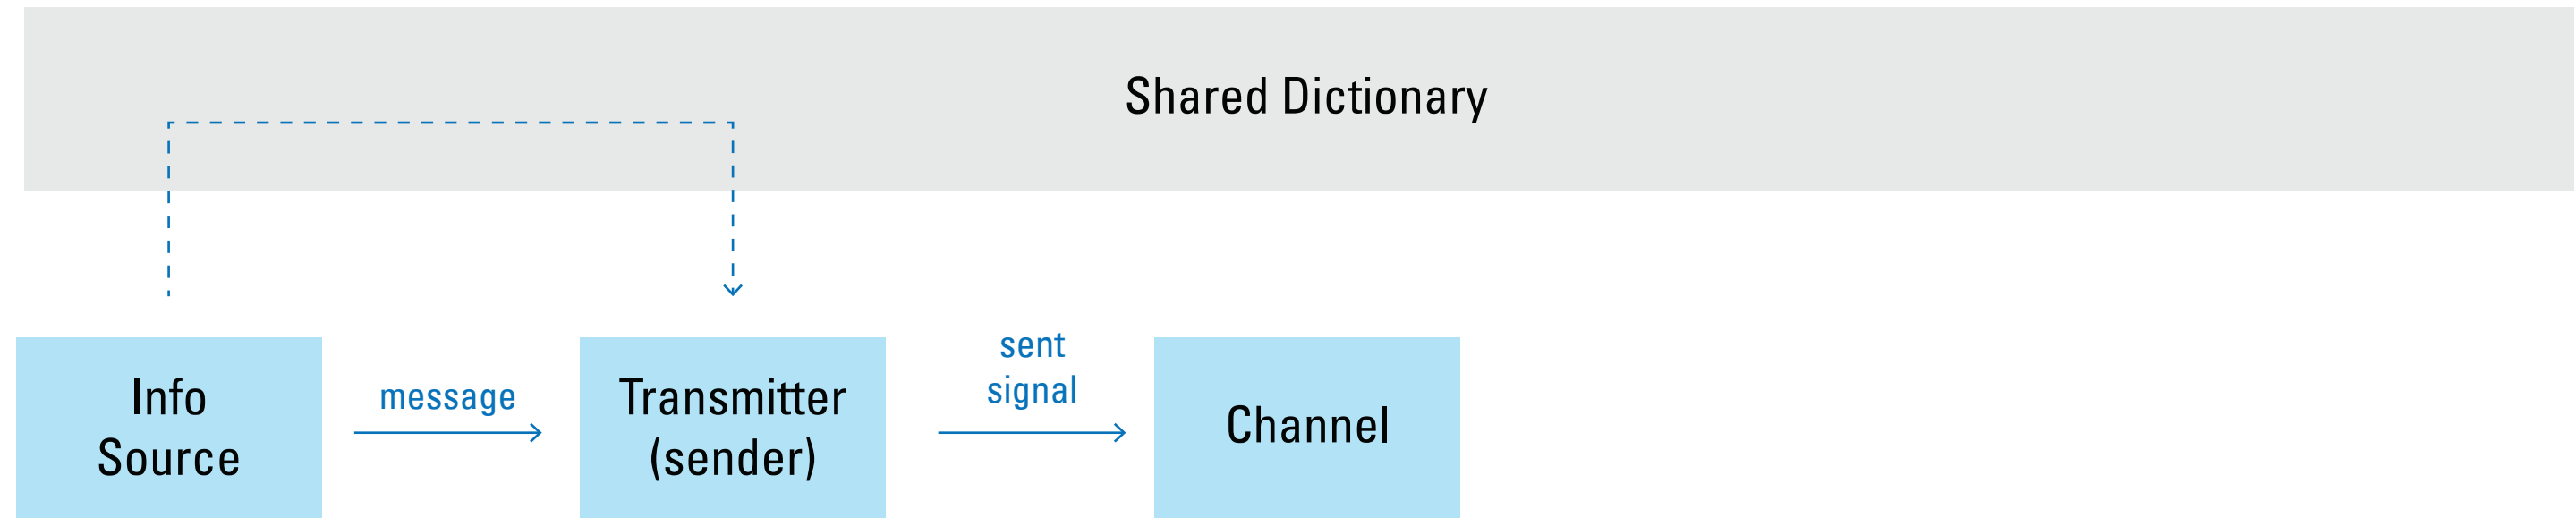 Shared Dictionary
Info
Source
message
Transmitter
(sender)
sent
signal
Channel